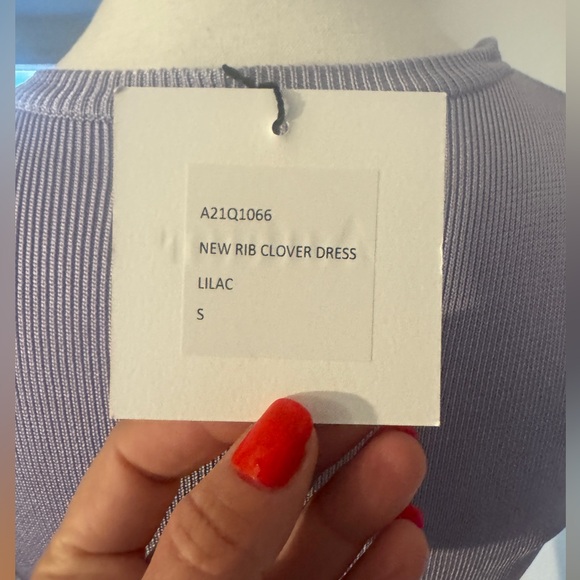 A21Q1066
NEW RIB CLOVER DRESS
LILAC
S